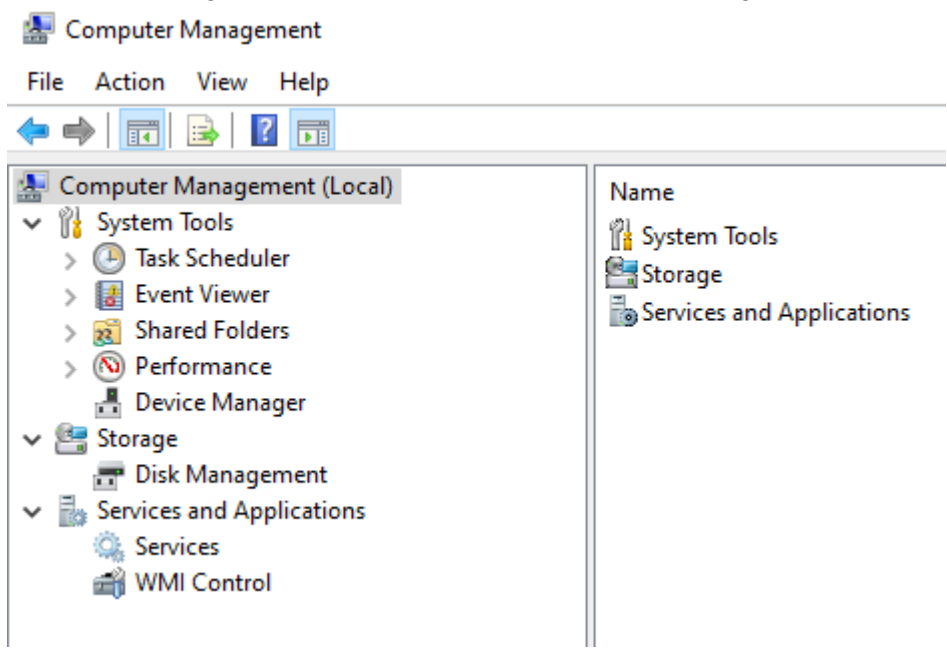 Computer Management
File Action View Help
Computer Management (Local)
System Tools
Task Scheduler
Event Viewer
Shared Folders
Performance
Device Manager
Storage
Disk Management
Services and Applications
Services
WMI Control
Name
System Tools
Storage
Services and Applications